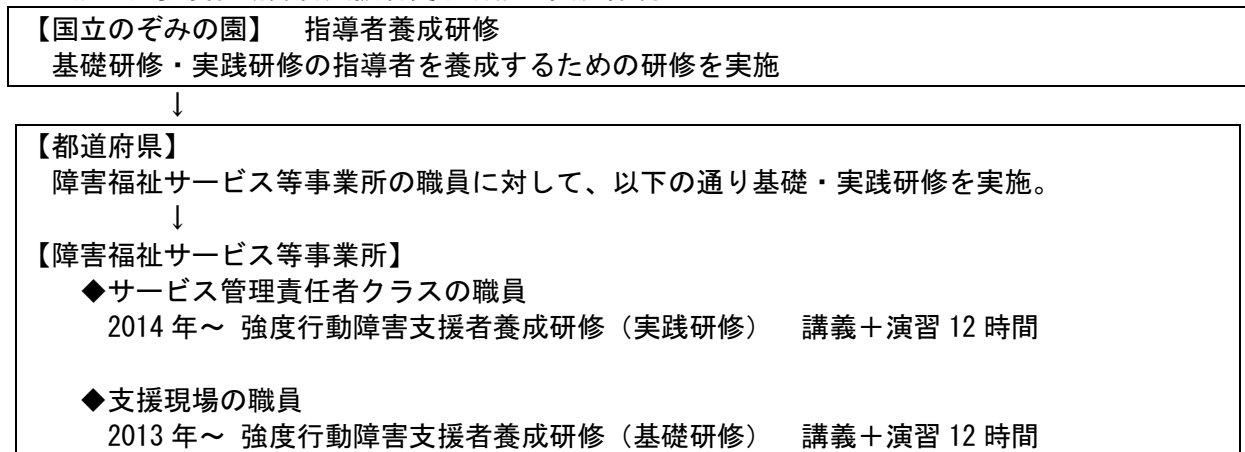 【国立のぞみの園】　指導者養成研修
基礎研修・実践研修の指導者を養成するための研修を実施
↓
【都道府県】
障害福祉サービス等事業所の職員に対して、以下の通り基礎・実践研修を実施。
↓
【障害福祉サービス等事業所】
◆サービス管理責任者クラスの職員
2014 年～ 強度行動障害支援者養成研修（実践研修）　講義＋演習 12 時間
◆支援現場の職員
2013 年～ 強度行動障害支援者養成研修（基礎研修）　講義＋演習 12 時間